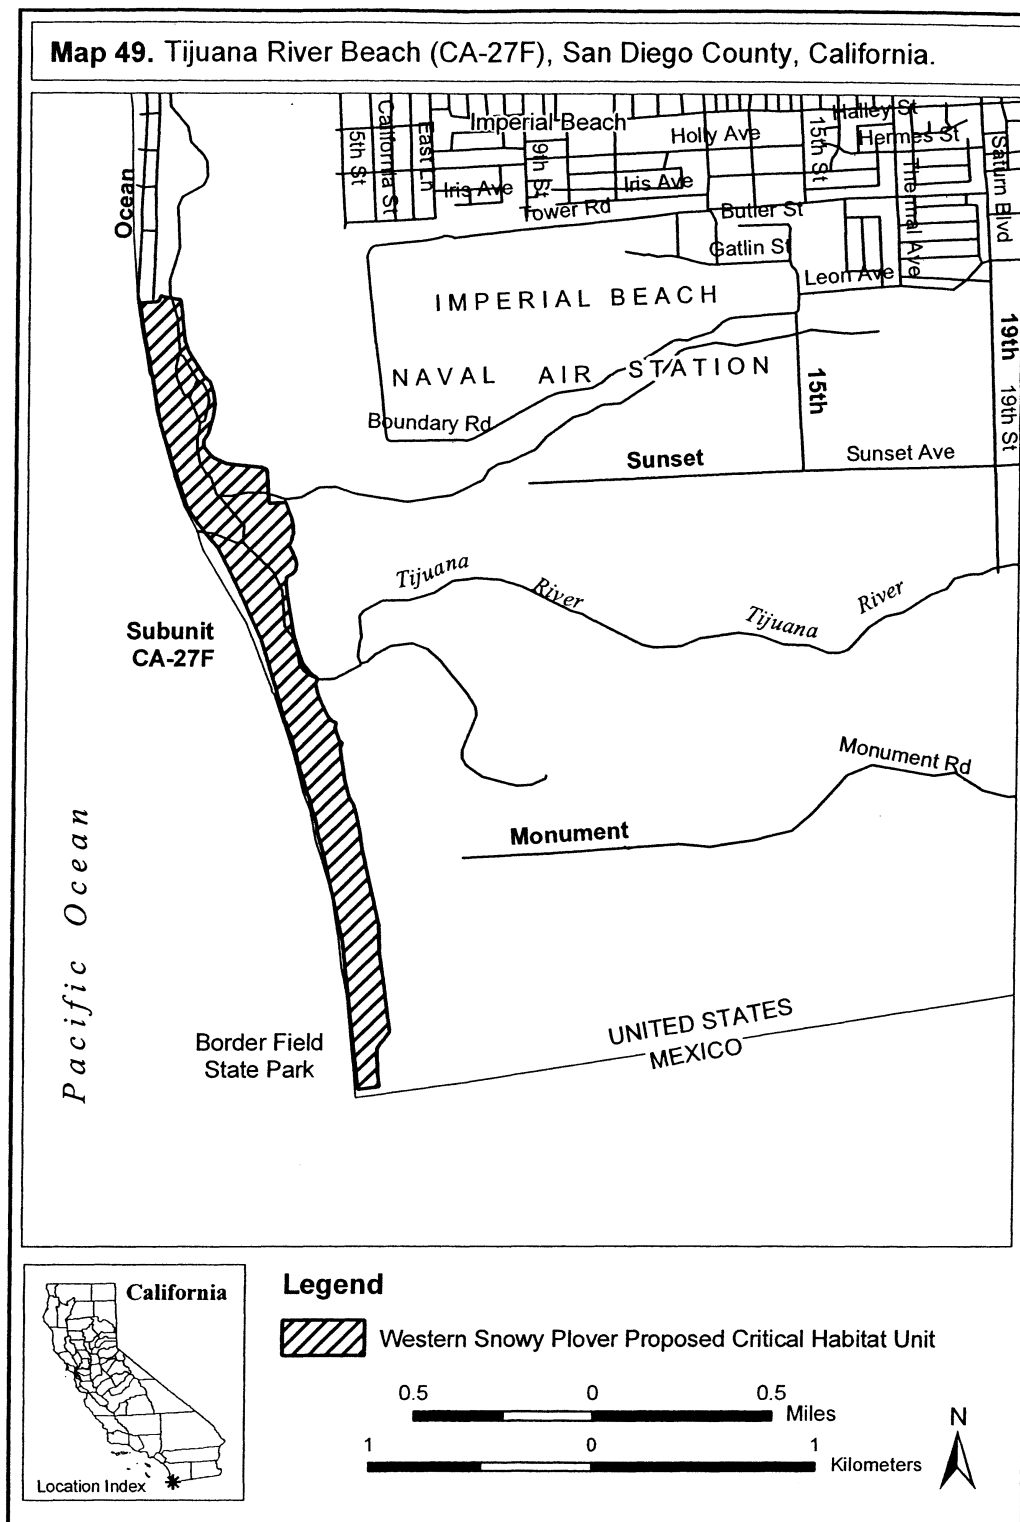 Map 49. Tijuana River Beach (CA-27F), San Diego County, California.
Ocean
5th St
California St
East Ln
Imperial Beach
9th St
Holly Ave
15th St
Halley St
Hermes St
Saturn Blvd
Iris Ave
Iris Ave
Thermal Ave
Tower Rd
Butler St
Gatlin St
Leon Ave
IMPERIAL BEACH
NAVAL AIR STATION
15th
19th
19th St
Boundary Rd
Sunset
Sunset Ave
Tijuana
River
Tijuana
River
Subunit
CA-27F
Monument Rd
Monument
Pacific Ocean
Border Field
State Park
UNITED STATES
MEXICO
California
Location Index
Legend
Western Snowy Plover Proposed Critical Habitat Unit
0.5 0 0.5
Miles
1 0 1
Kilometers
N